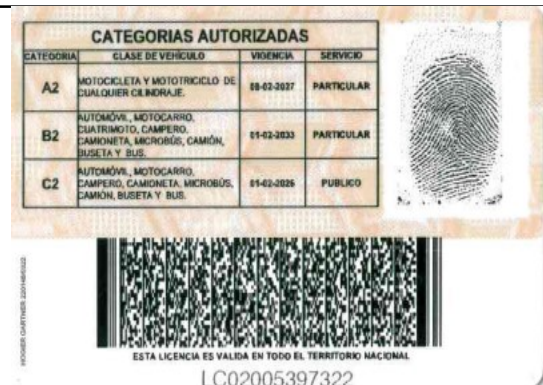 CATEGORIAS AUTORIZADAS
CATEGORIA CLASE DE VEHÍCULO VIGENCIA SERVICIO
A2 MOTOCICLETA Y MOTOTRICICLO DE CUALQUIER CILINDRAJE. 08-02-2027 PARTICULAR
B2 AUTOMÓVIL, MOTOCARRO, CUATRIMOTO, CAMPERO, CAMIONETA, MICROBÚS, CAMIÓN, BUSETA Y BUS. 01-02-2033 PARTICULAR
C2 AUTOMÓVIL, MOTOCARRO, CAMPERO, CAMIONETA, MICROBÚS, CAMIÓN, BUSETA Y BUS. 01-02-2026 PUBLICO
ESTA LICENCIA ES VALIDA EN TODO EL TERRITORIO NACIONAL
LC02005397322